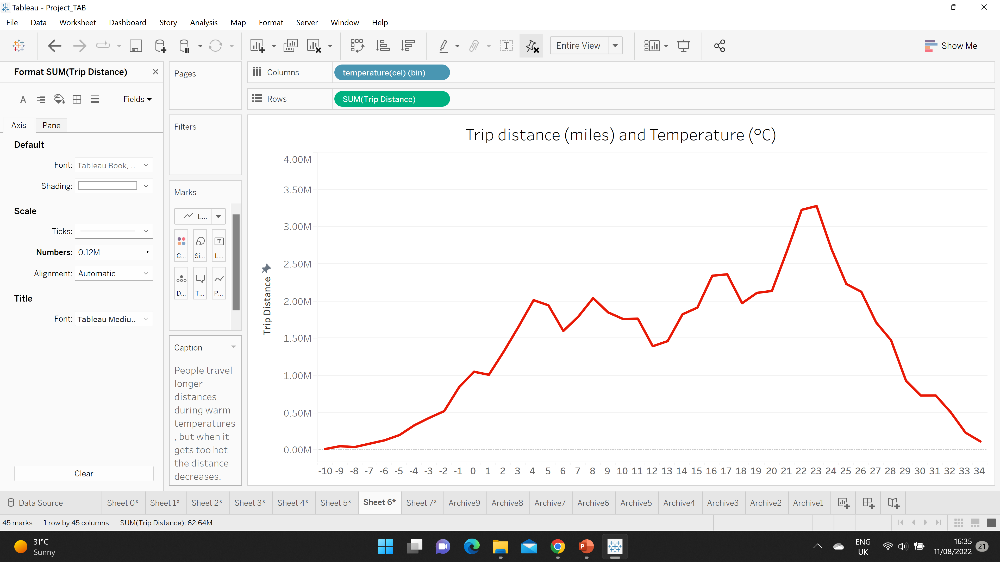 Tableau - Project_TAB
File Data Worksheet Dashboard Story Analysis Map Format Server Window Help
Entire View
Show Me
Format SUM(Trip Distance)
Fields
Axis Pane
Default
Font: Tableau Book, ..
Shading:
Scale
Ticks:
Numbers: 0.12M
Alignment: Automatic
Title
Font: Tableau Mediu..
Clear
Pages
Filters
Marks
L...
C... Si... L...
D... T... P...
Caption
People travel
longer
distances
during warm
temperatures
, but when it
gets too hot
the distance
decreases.
Columns temperature(cel) (bin)
Rows SUM(Trip Distance)
Trip distance (miles) and Temperature (°C)
4.00M
3.50M
3.00M
2.50M
2.00M
1.50M
1.00M
0.50M
0.00M
Trip Distance
-10 -9 -8 -7 -6 -5 -4 -3 -2 -1 0 1 2 3 4 5 6 7 8 9 10 11 12 13 14 15 16 17 18 19 20 21 22 23 24 25 26 27 28 29 30 31 32 33 34
Data Source Sheet 0* Sheet 1* Sheet 2* Sheet 3* Sheet 4* Sheet 5* Sheet 6* Sheet 7* Archive9 Archive8 Archive7 Archive6 Archive5 Archive4 Archive3 Archive2 Archive1
45 marks 1 row by 45 columns SUM(Trip Distance): 62.64M
31°C
Sunny
ENG
UK
16:35
11/08/2022
21